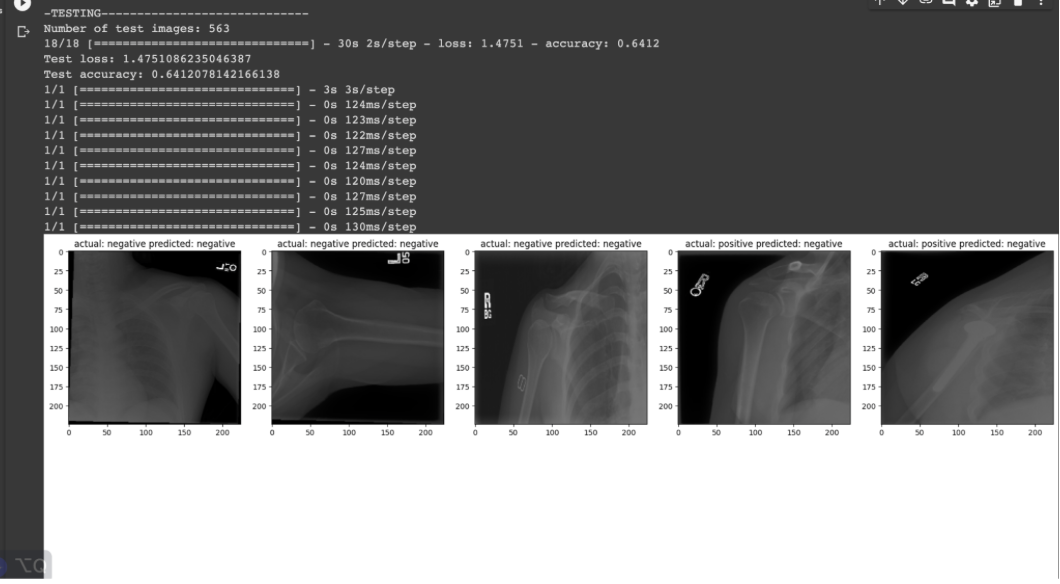 -TESTING-----------------------------
Number of test images: 563
18/18 [==============================] - 30s 2s/step - loss: 1.4751 - accuracy: 0.6412
Test loss: 1.4751086235046387
Test accuracy: 0.6412078142166138
1/1 [==============================] - 3s 3s/step
1/1 [==============================] - 0s 124ms/step
1/1 [==============================] - 0s 123ms/step
1/1 [==============================] - 0s 122ms/step
1/1 [==============================] - 0s 127ms/step
1/1 [==============================] - 0s 124ms/step
1/1 [==============================] - 0s 120ms/step
1/1 [==============================] - 0s 127ms/step
1/1 [==============================] - 0s 125ms/step
1/1 [==============================] - 0s 130ms/step
actual: negative predicted: negative
0
25
50
75
100
125
150
175
200
0 50 100 150 200
L
actual: negative predicted: negative
0
25
50
75
100
125
150
175
200
0 50 100 150 200
L
05
actual: negative predicted: negative
0
25
50
75
100
125
150
175
200
0 50 100 150 200
R
actual: positive predicted: negative
0
25
50
75
100
125
150
175
200
0 50 100 150 200
actual: positive predicted: negative
0
25
50
75
100
125
150
175
200
0 50 100 150 200
⌥Q